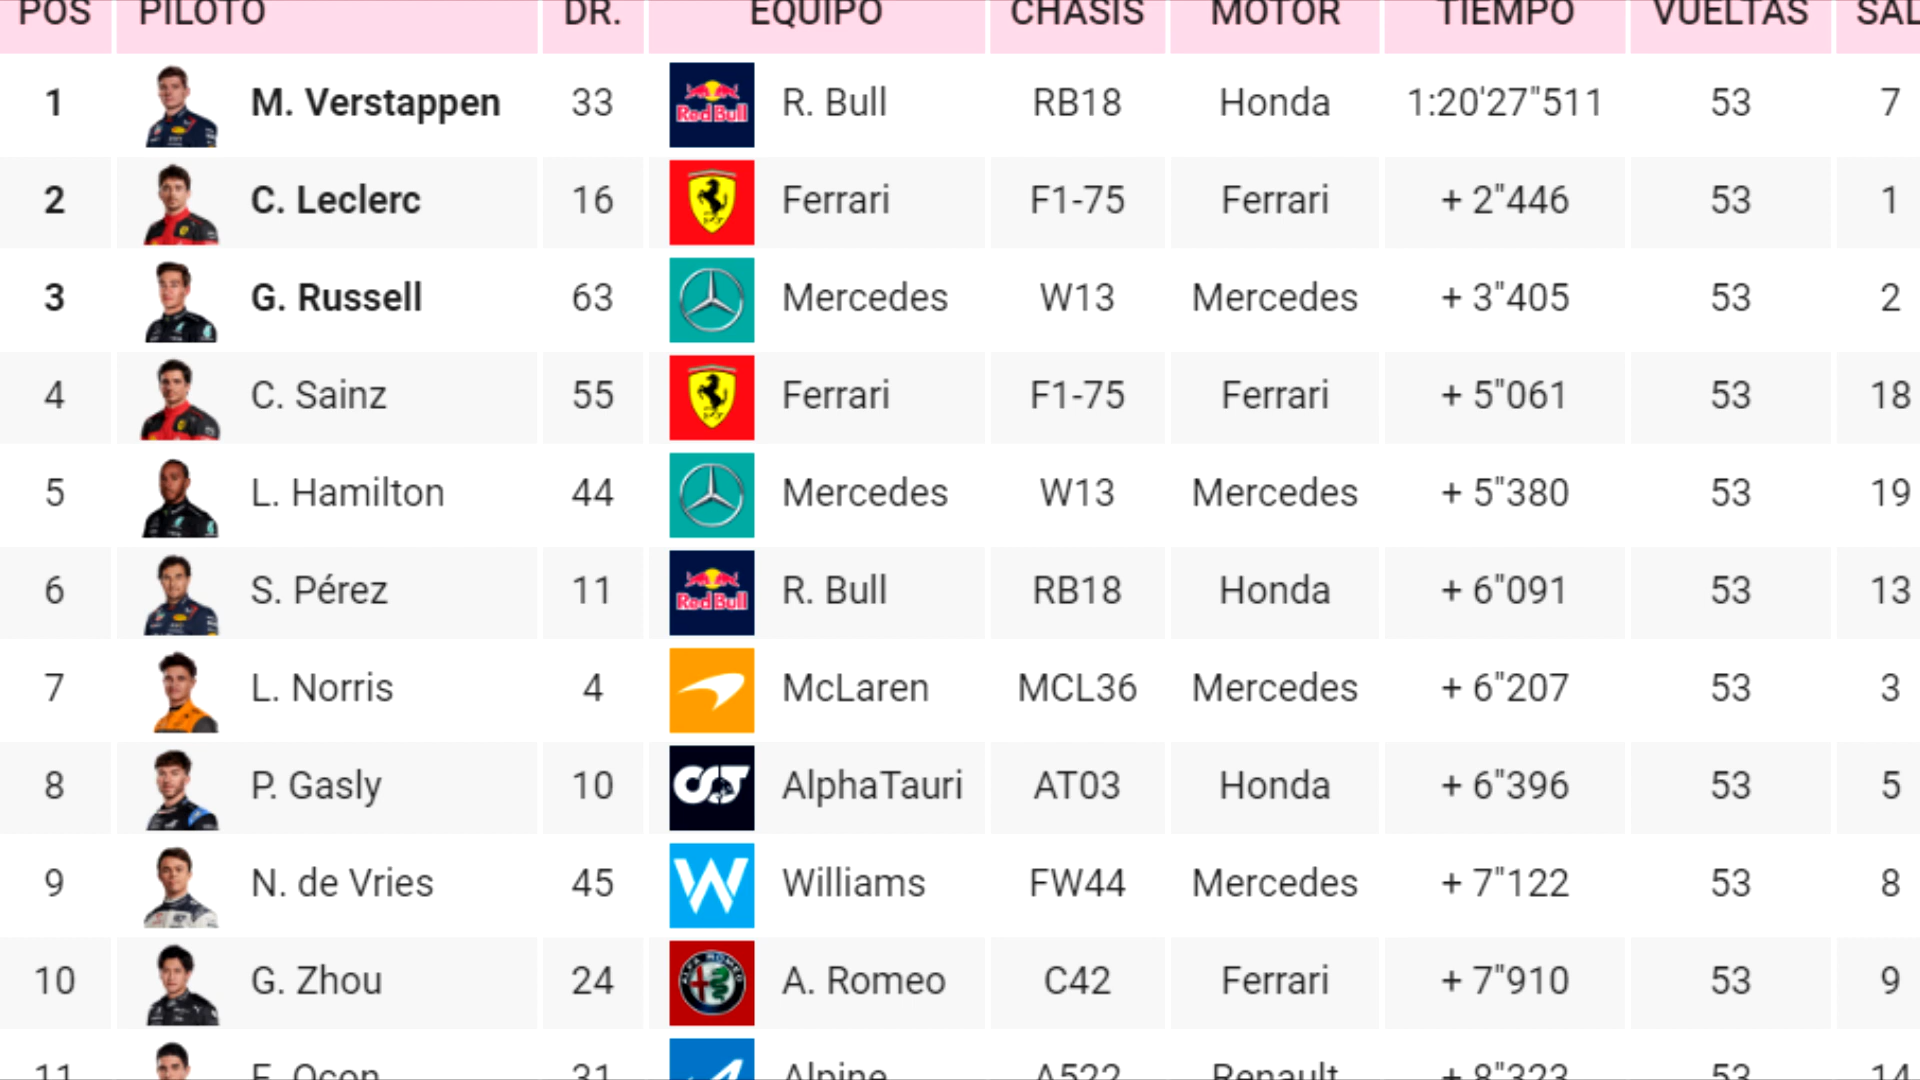 POS PILOTO DR. EQUIPO CHASIS MOTOR TIEMPO VUELTAS SAL
1 M. Verstappen 33 Red Bull R. Bull RB18 Honda 1:20'27"511 53 7
2 C. Leclerc 16 Ferrari F1-75 Ferrari + 2"446 53 1
3 G. Russell 63 Mercedes W13 Mercedes + 3"405 53 2
4 C. Sainz 55 Ferrari F1-75 Ferrari + 5"061 53 18
5 L. Hamilton 44 Mercedes W13 Mercedes + 5"380 53 19
6 S. Pérez 11 Red Bull R. Bull RB18 Honda + 6"091 53 13
7 L. Norris 4 McLaren MCL36 Mercedes + 6"207 53 3
8 P. Gasly 10 AlphaTauri AT03 Honda + 6"396 53 5
9 N. de Vries 45 W Williams FW44 Mercedes + 7"122 53 8
10 G. Zhou 24 ALFA ROMEO A. Romeo C42 Ferrari + 7"910 53 9
11 E. Ocon 31 Alpine A522 Renault + 8"323 53 14